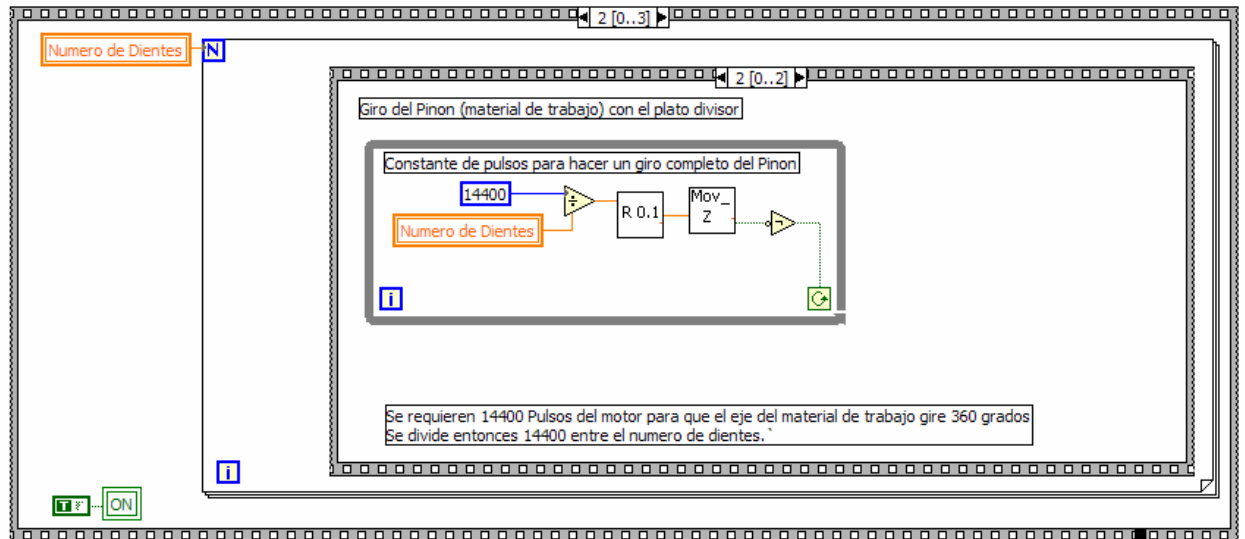 2 [0..3]
Numero de Dientes
N
2 [0..2]
Giro del Pinon (material de trabajo) con el plato divisor
Constante de pulsos para hacer un giro completo del Pinon
14400
÷
R 0.1
Mov_
Z
Numero de Dientes
i
Se requieren 14400 Pulsos del motor para que el eje del material de trabajo gire 360 grados
Se divide entonces 14400 entre el numero de dientes.`
i
T
ON